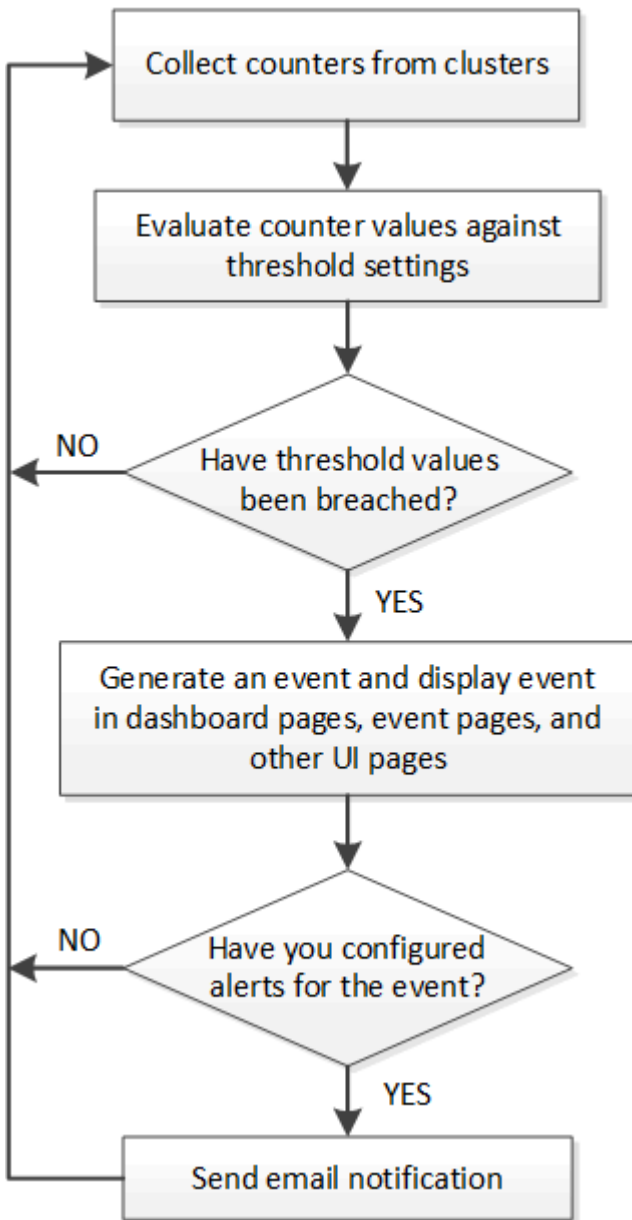 Collect counters from clusters
Evaluate counter values against
threshold settings
NO
Have threshold values
been breached?
YES
Generate an event and display event
in dashboard pages, event pages, and
other UI pages
NO
Have you configured
alerts for the event?
YES
Send email notification